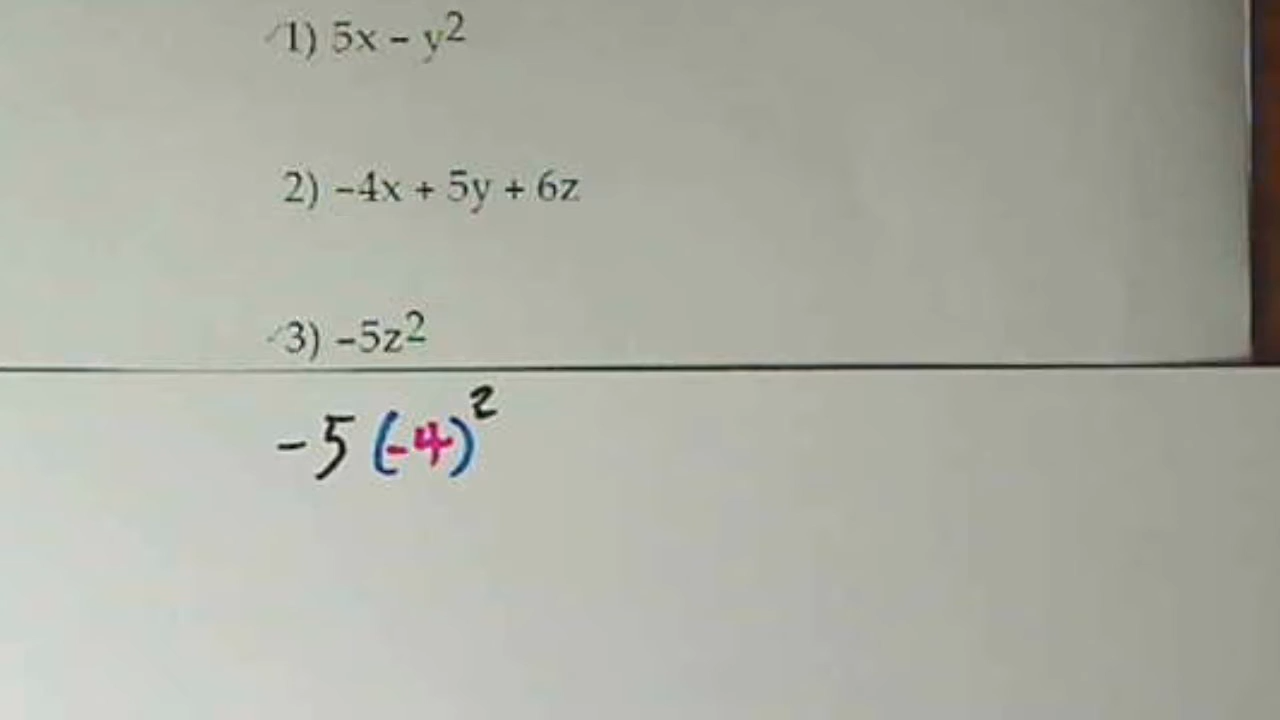 1) 5x – y²
2) –4x + 5y + 6z
3) –5z²
-5 (-4)²